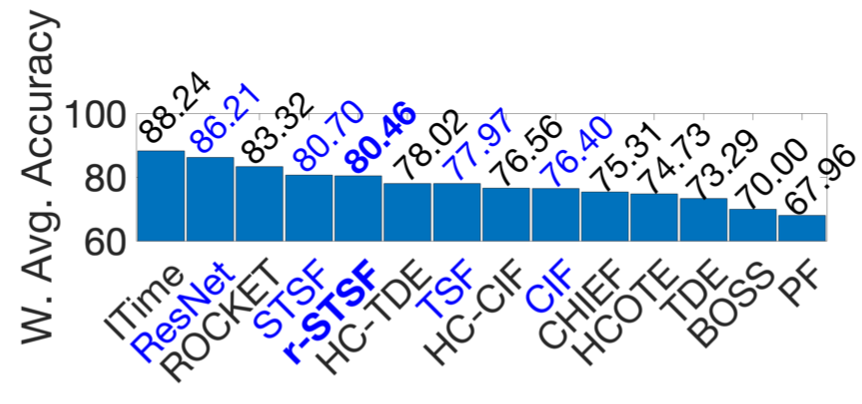 W. Avg. Accuracy
100
80
60
88.24
86.21
83.32
80.70
80.46
78.02
77.97
76.56
76.40
75.31
74.73
73.29
70.00
67.96
ITime
ResNet
ROCKET
STSF
r-STSF
HC-TDE
TSF
HC-CIF
CIF
CHIEF
HCOTE
TDE
BOSS
PF